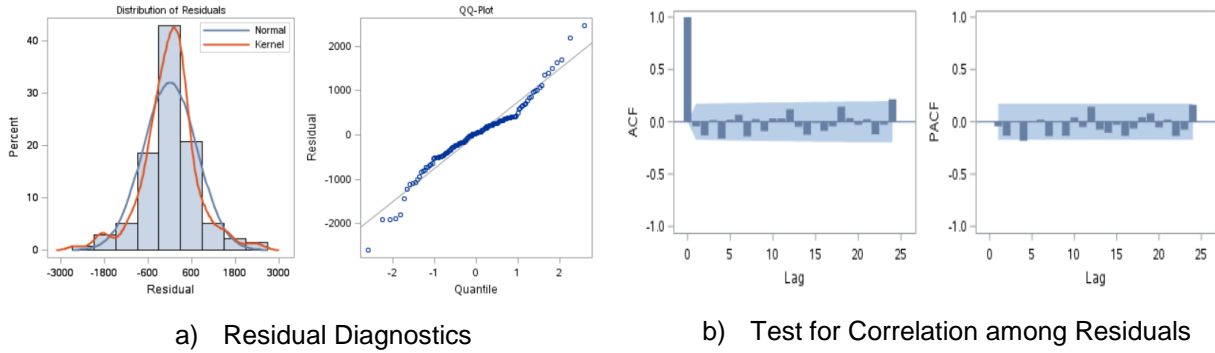 Distribution of Residuals
Normal
Kernel
Percent
40
30
20
10
0
-3000 -1800 -600 600 1800 3000
Residual
QQ-Plot
Residual
2000
1000
0
-1000
-2000
-2 -1 0 1 2
Quantile
ACF
1.0
0.5
0.0
-0.5
-1.0
0 5 10 15 20 25
Lag
PACF
1.0
0.5
0.0
-0.5
-1.0
0 5 10 15 20 25
Lag
a) Residual Diagnostics
b) Test for Correlation among Residuals